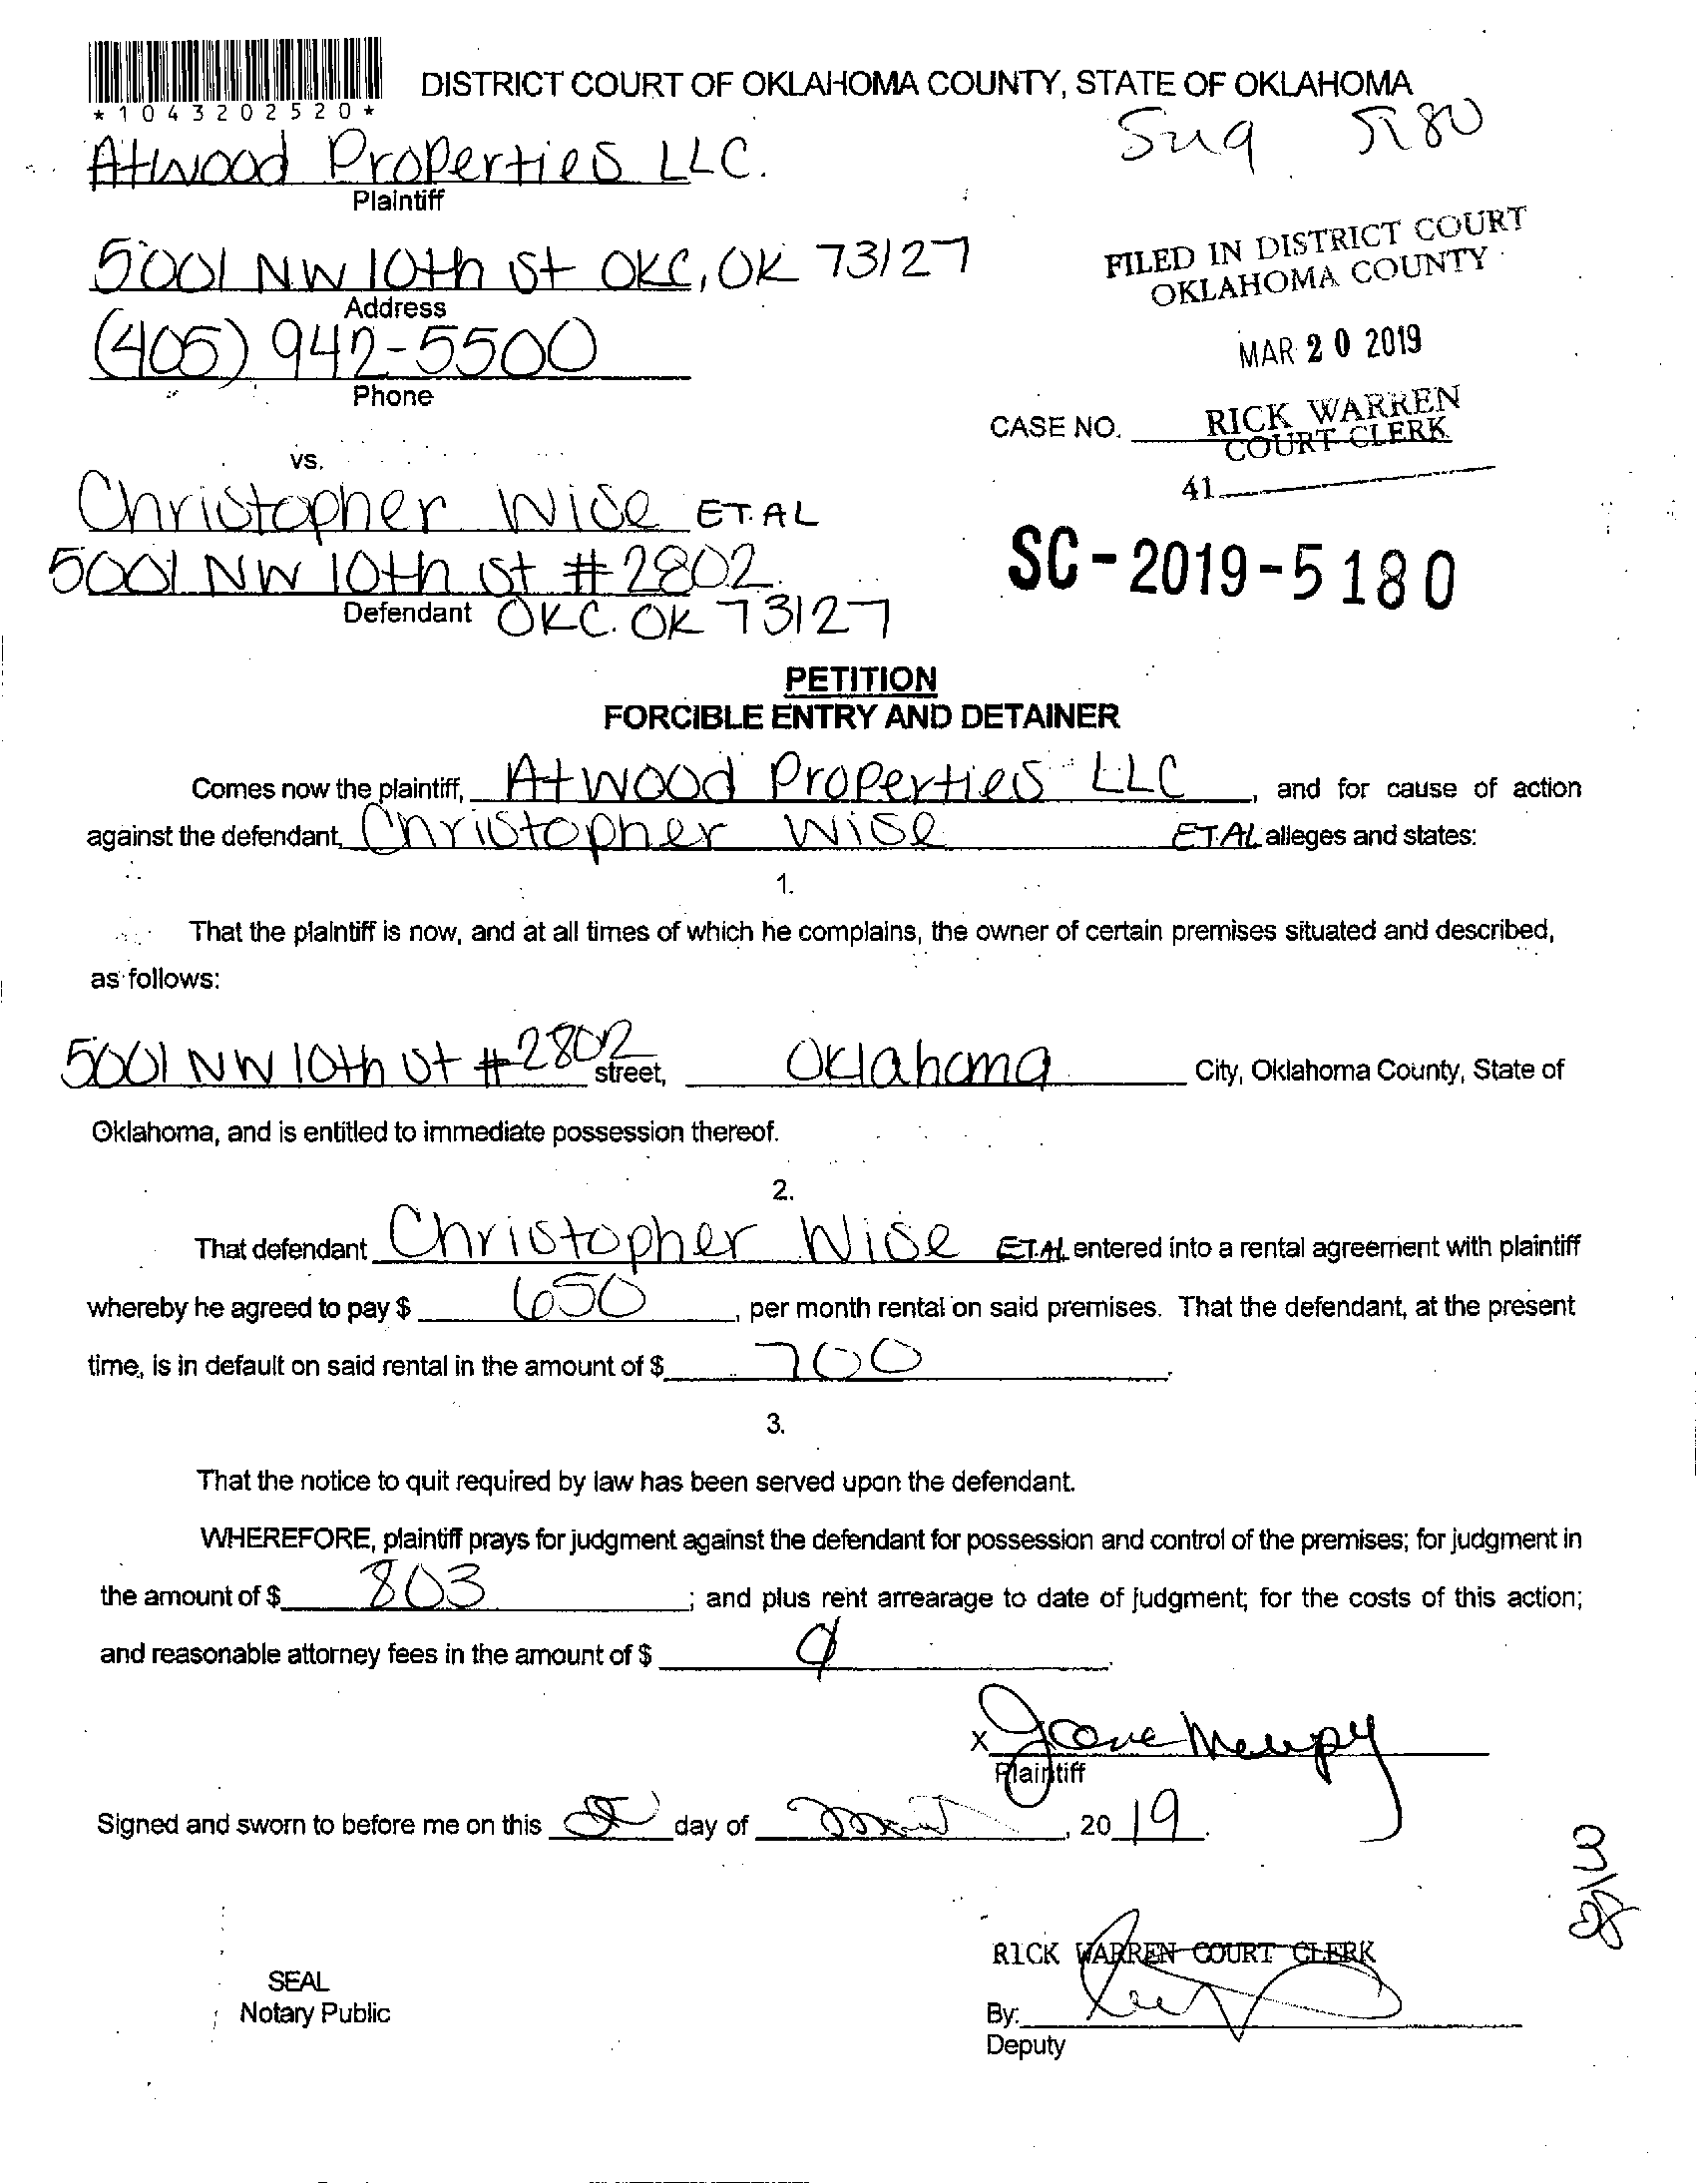 DISTRICT COURT OF OKLAHOMA COUNTY, STATE OF OKLAHOMA
*1043202520*
Atwood Properties LLC.
Plaintiff
5001 NW 10th St OKC, OK 73127
Address
(405) 942-5500
Phone
FILED IN DISTRICT COURT
OKLAHOMA COUNTY
MAR 20 2019
RICK WARREN
COURT CLERK
CASE NO.
41
vs.
Christopher Wise ET.AL
5001 NW 10th St #2802
Defendant OKC. OK 73127
SC-2019-5180
PETITION
FORCIBLE ENTRY AND DETAINER
Comes now the plaintiff, Atwood Properties LLC, and for cause of action
against the defendant, Christopher Wise ET.AL alleges and states:
1.
That the plaintiff is now, and at all times of which he complains, the owner of certain premises situated and described,
as follows:
5001 NW 10th St #2802 street, Oklahoma City, Oklahoma County, State of
Oklahoma, and is entitled to immediate possession thereof.
2.
That defendant Christopher Wise ET.AL entered into a rental agreement with plaintiff
whereby he agreed to pay $ 650, per month rental on said premises. That the defendant, at the present
time, is in default on said rental in the amount of $ 700.
3.
That the notice to quit required by law has been served upon the defendant.
WHEREFORE, plaintiff prays for judgment against the defendant for possession and control of the premises; for judgment in
the amount of $ 803; and plus rent arrearage to date of judgment; for the costs of this action;
and reasonable attorney fees in the amount of $
X
Plaintiff
Signed and sworn to before me on this day of , 2019.
RICK WARREN COURT CLERK
SEAL
Notary Public
By:
Deputy